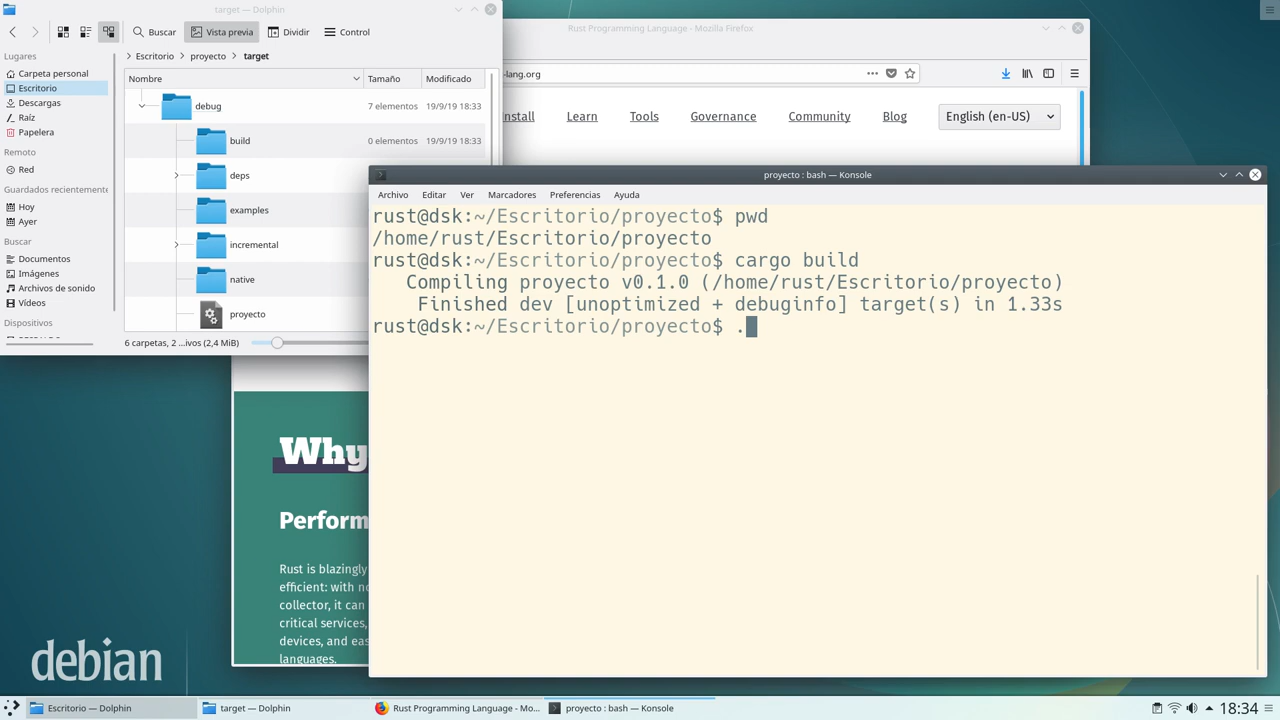 target — Dolphin
Buscar
Vista previa
Dividir
Control
Lugares
Carpeta personal
Escritorio
Descargas
Raíz
Papelera
Remoto
Red
Guardados recientemente
Hoy
Ayer
Buscar
Documentos
Imágenes
Archivos de sonido
Vídeos
Dispositivos
Escritorio
proyecto
target
Nombre
Tamaño
Modificado
debug
7 elementos
19/9/19 18:33
build
0 elementos
19/9/19 18:33
deps
examples
incremental
native
proyecto
6 carpetas, 2 ...ivos (2,4 MiB)
Rust Programming Language - Mozilla Firefox
-lang.org
nstall
Learn
Tools
Governance
Community
Blog
English (en-US)
Why
Perform
Rust is blazingly
efficient: with no
collector, it can
critical services,
devices, and eas
languages.
proyecto : bash — Konsole
Archivo
Editar
Ver
Marcadores
Preferencias
Ayuda
rust@dsk:~/Escritorio/proyecto$ pwd
/home/rust/Escritorio/proyecto
rust@dsk:~/Escritorio/proyecto$ cargo build
Compiling proyecto v0.1.0 (/home/rust/Escritorio/proyecto)
Finished dev [unoptimized + debuginfo] target(s) in 1.33s
rust@dsk:~/Escritorio/proyecto$ .
debian
Escritorio — Dolphin
target — Dolphin
Rust Programming Language - Mo...
proyecto : bash — Konsole
18:34